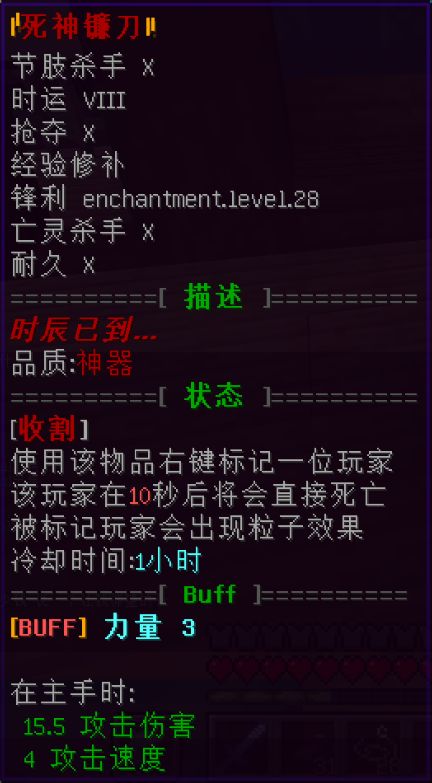 死神镰刀
节肢杀手 X
时运 VIII
抢夺 X
经验修补
锋利 enchantment.level.28
亡灵杀手 X
耐久 X
==========[ 描述 ]==========
时辰已到...
品质:神器
==========[ 状态 ]==========
[收割]
使用该物品右键标记一位玩家
该玩家在10秒后将会直接死亡
被标记玩家会出现粒子效果
冷却时间:1小时
==========[ Buff ]==========
[BUFF] 力量 3
在主手时:
15.5 攻击伤害
4 攻击速度